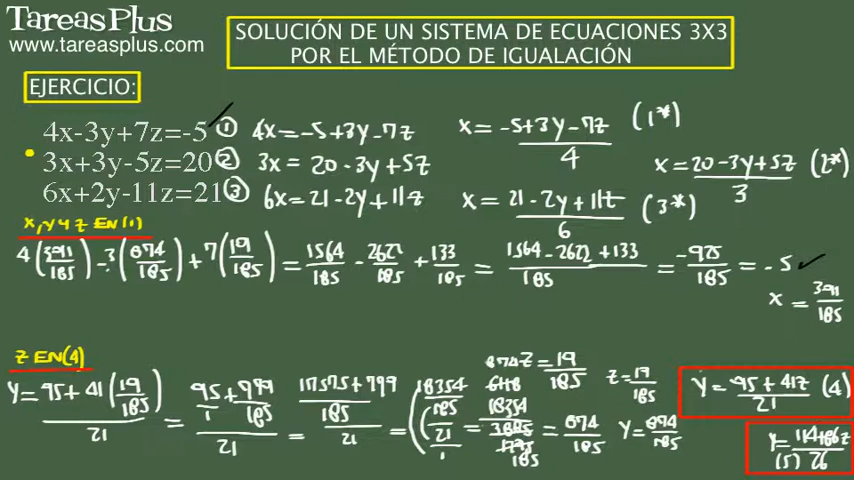 TareasPlus
www.tareasplus.com
SOLUCIÓN DE UN SISTEMA DE ECUACIONES 3X3
POR EL MÉTODO DE IGUALACIÓN
EJERCICIO:
4x-3y+7z=-5 ① 4x=-5+3y-7z x=-5+3y-7z/4 (1*)
3x+3y-5z=20 ② 3x=20-3y+5z x=20-3y+5z/3 (2*)
6x+2y-11z=21 ③ 6x=21-2y+11z x=21-2y+11z/6 (3*)
x, y y z EN(1)
4(391/185)-3(874/185)+7(19/185)=1564/185-2622/185+133/185=1564-2622+133/185=-925/185=-5
x=391/185
z EN(4)
y=95+41(19/185)/21=95/1+779/185/21=17575+779/185/21=18354/185/21/1=18354/3885=874/185 y=874/185
874z=19/185 z=19/185
y=95+41z/21 (4)
y=114+86z/26 (5)